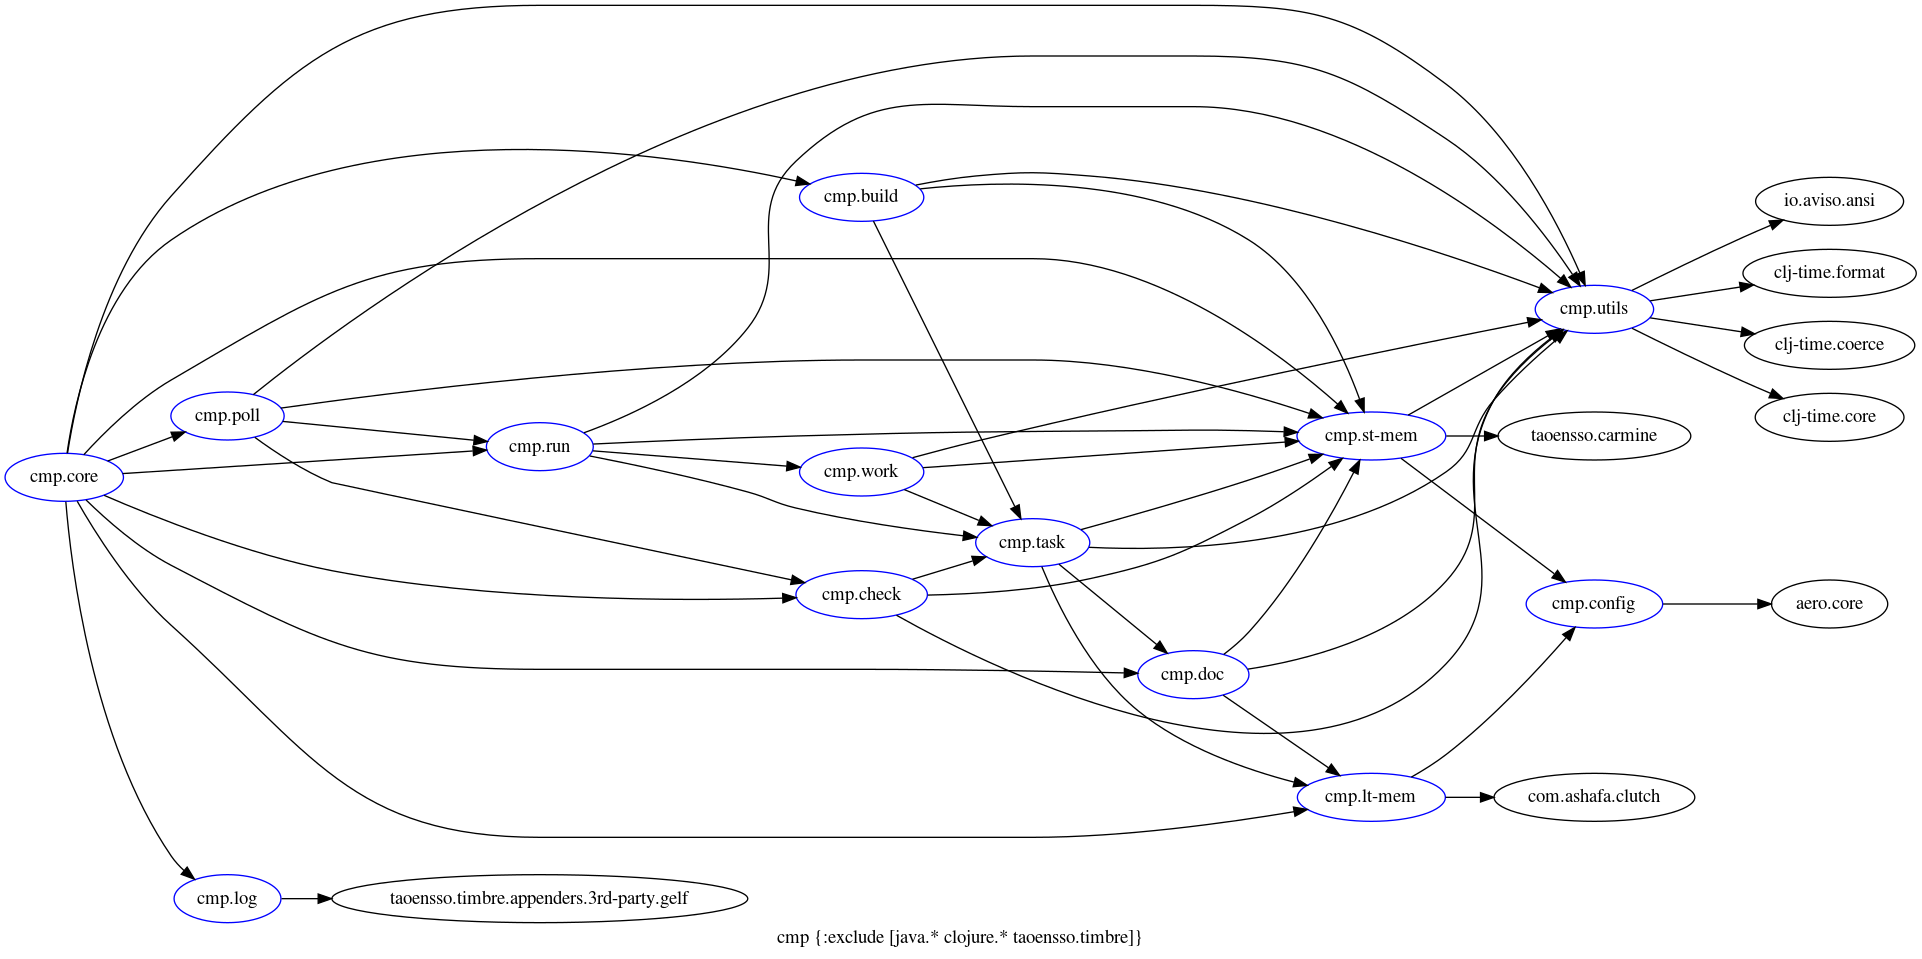 cmp.build
io.aviso.ansi
clj-time.format
cmp.utils
clj-time.coerce
cmp.poll
clj-time.core
cmp.run
cmp.st-mem
taoensso.carmine
cmp.core
cmp.work
cmp.task
cmp.check
cmp.config
aero.core
cmp.doc
cmp.lt-mem
com.ashafa.clutch
cmp.log
taoensso.timbre.appenders.3rd-party.gelf
cmp {:exclude [java.* clojure.* taoensso.timbre]}